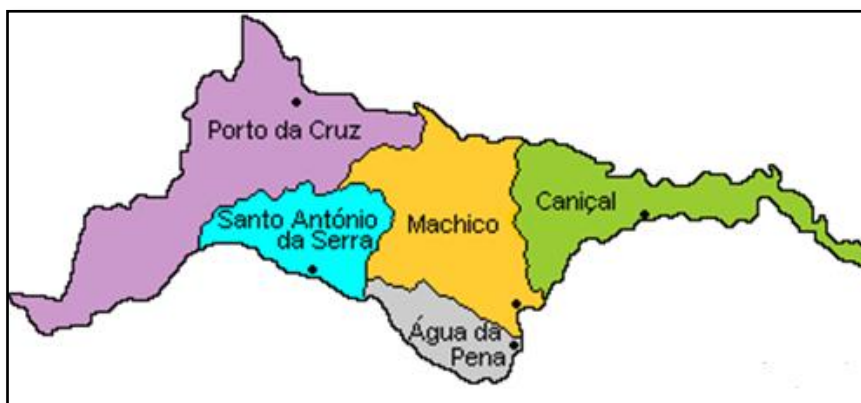 Porto da Cruz
Santo António
da Serra
Machico
Caniçal
Água da
Pena